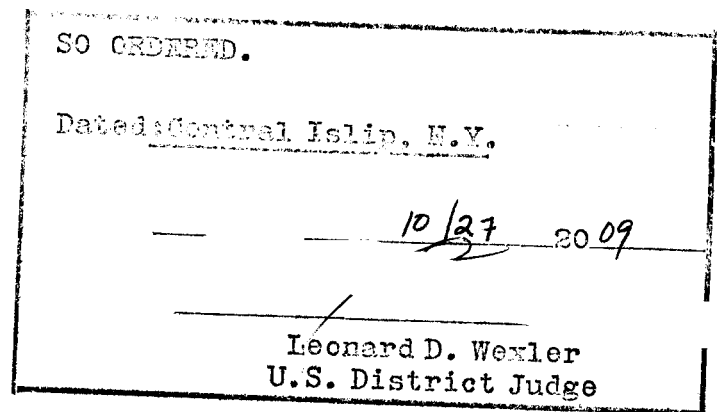 SO ORDERED.
Dated:Central Islip, N.Y.
10/27 2009
Leonard D. Wexler
U.S. District Judge